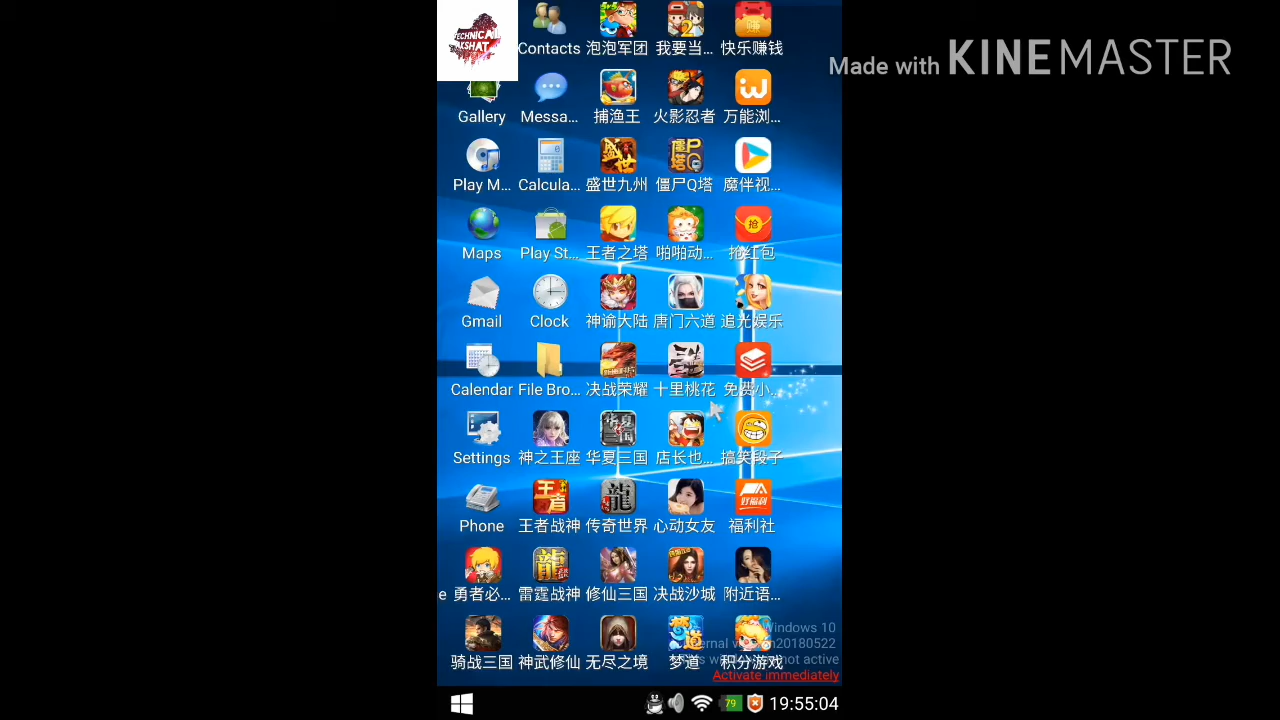 TECHNICAL
AKSHAT
Made with KINEMASTER
Contacts 泡泡军团 我要当... 快乐赚钱
Gallery Messa... 捕渔王 火影忍者 万能浏...
Play M... Calcula... 盛世九州 僵尸Q塔 魔伴视...
Maps Play St... 王者之塔 啪啪动... 抢红包
Gmail Clock 神谕大陆 唐门六道 追光娱乐
Calendar File Bro... 决战荣耀 十里桃花 免费小...
Settings 神之王座 华夏三国 店长也... 搞笑段子
Phone 王者战神 传奇世界 心动女友 福利社
e 勇者必... 雷霆战神 修仙三国 决战沙城 附近语...
骑战三国 神武修仙 无尽之境 梦道 积分游戏
Windows 10
20180522
not active
Activate immediately
79 19:55:04